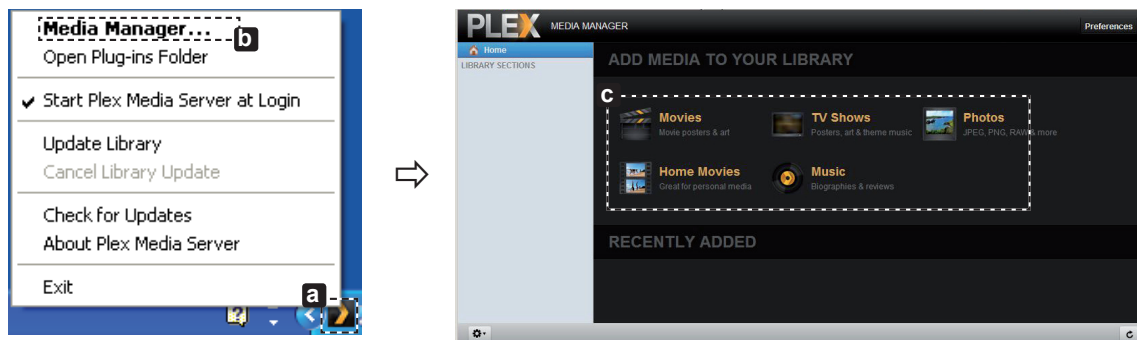 Media Manager...
b
Open Plug-ins Folder
Start Plex Media Server at Login
Update Library
Cancel Library Update
Check for Updates
About Plex Media Server
Exit
a
PLEX MEDIA MANAGER
Preferences
Home
LIBRARY SECTIONS
ADD MEDIA TO YOUR LIBRARY
c
Movies
Movie posters & art
TV Shows
Posters, art & theme music
Photos
JPEG, PNG, RAW & more
Home Movies
Great for personal media
Music
Biographies & reviews
RECENTLY ADDED